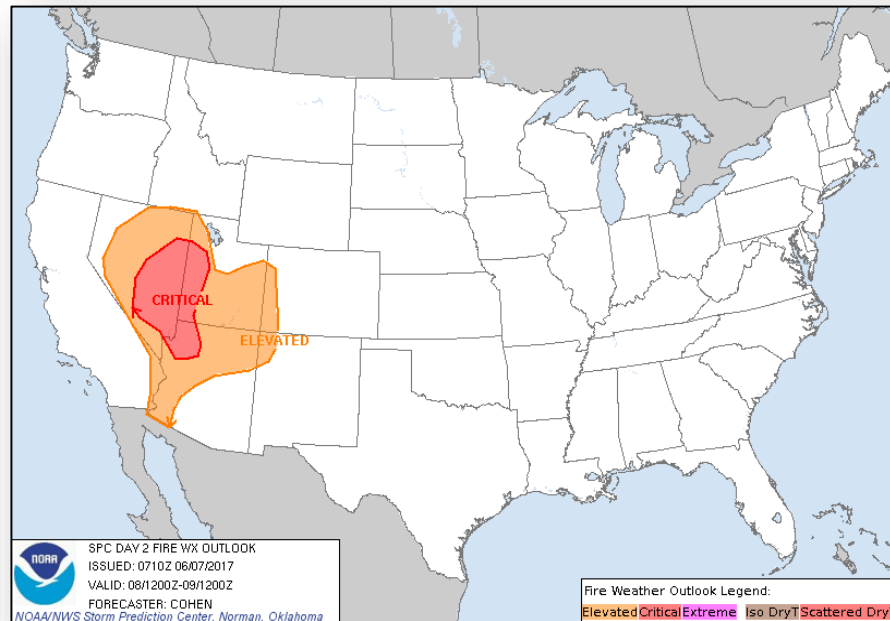 CRITICAL
ELEVATED
NOAA
SPC DAY 2 FIRE WX OUTLOOK
ISSUED: 0710Z 06/07/2017
VALID: 08/1200Z-09/1200Z
FORECASTER: COHEN
NOAA/NWS Storm Prediction Center, Norman, Oklahoma
Fire Weather Outlook Legend:
Elevated Critical Extreme Iso DryT Scattered Dry